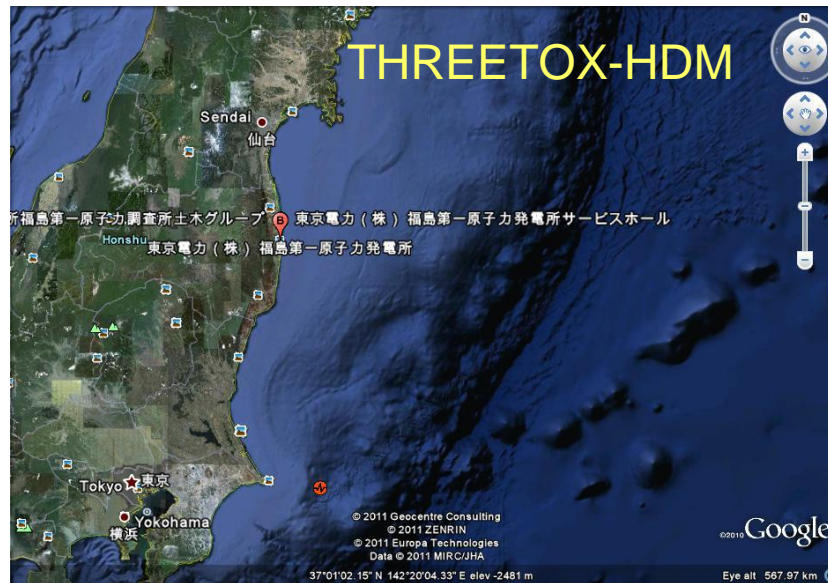 THREETOX-HDM
N
Sendai
仙台
所福島第一原子力調査所土木グループ
B
東京電力（株）福島第一原子力発電所サービスホール
Honshu
東京電力（株）福島第一原子力発電所
Tokyo 東京
横浜 Yokohama
© 2011 Geocentre Consulting
© 2011 ZENRIN
© 2011 Europa Technologies
Data © 2011 MIRC/JHA
©2010 Google
37°01'02.15" N 142°20'04.33" E elev -2481 m
Eye alt 567.97 km